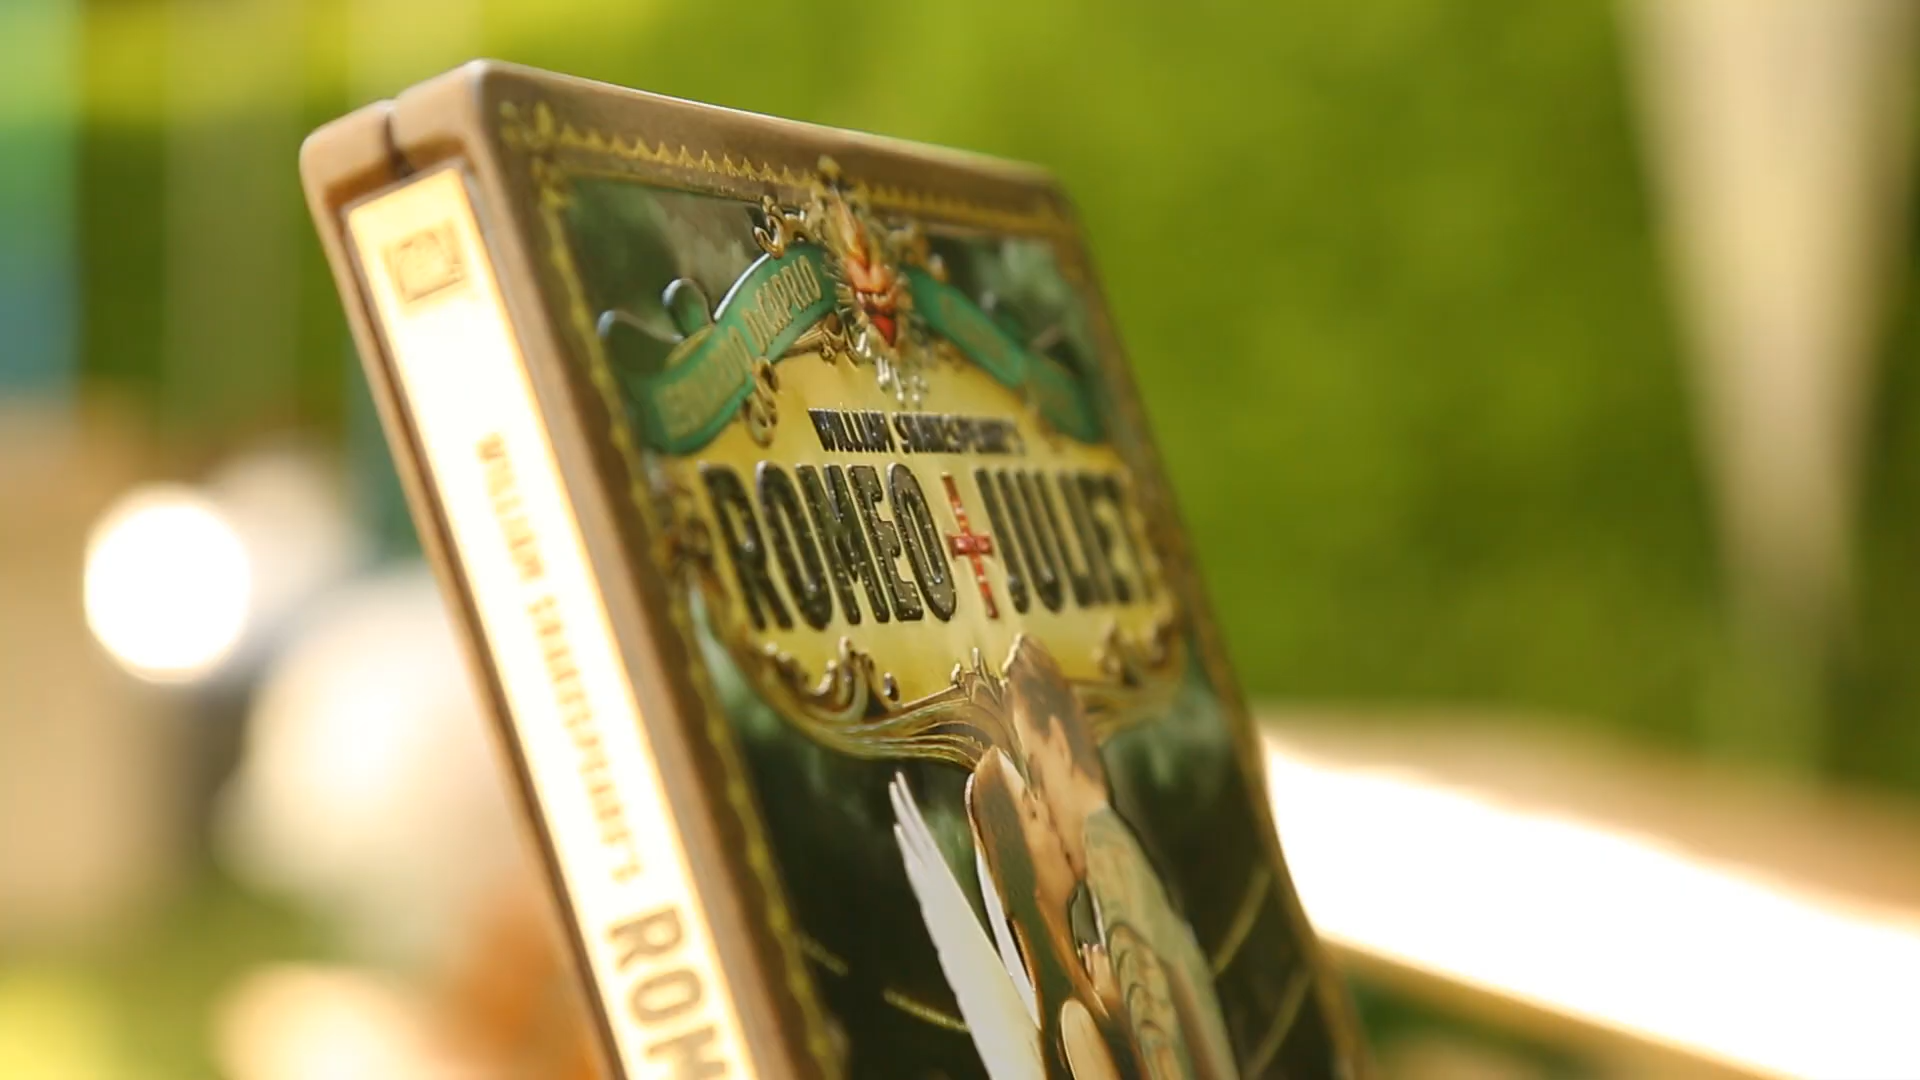 LEONARDO DiCAPRIO
WILLIAM SHAKESPEARE'S
ROMEO + JULIET
WILLIAM SHAKESPEARE'S ROM